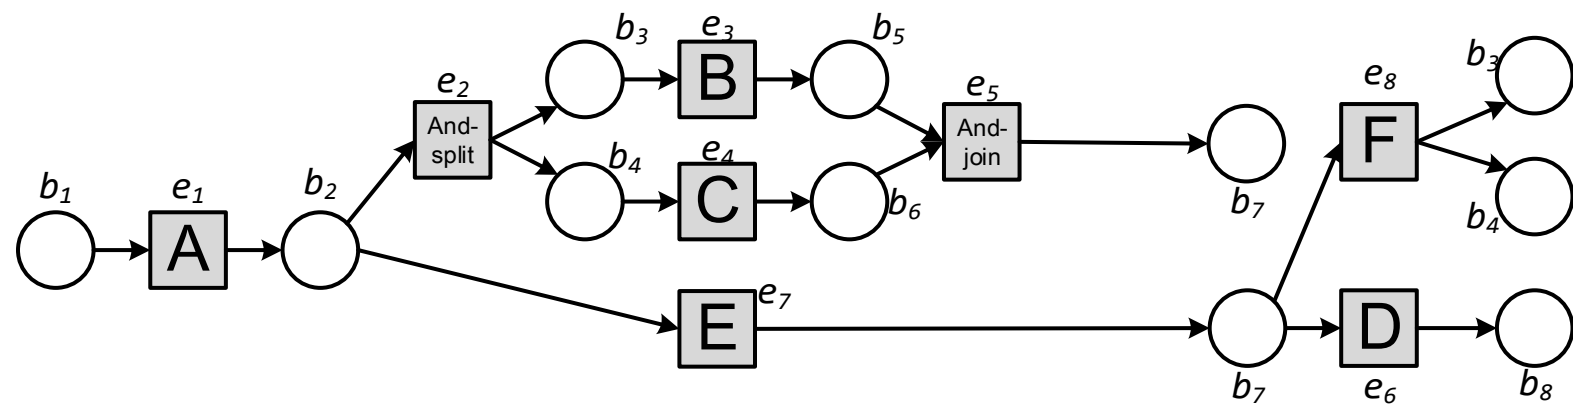 b₁
e₁
A
b₂
e₂
And-
split
b₃
e₃
B
b₅
b₄
e₄
C
b₆
e₅
And-
join
b₇
E
e₇
b₇
e₈
F
b₃
b₄
D
e₆
b₈